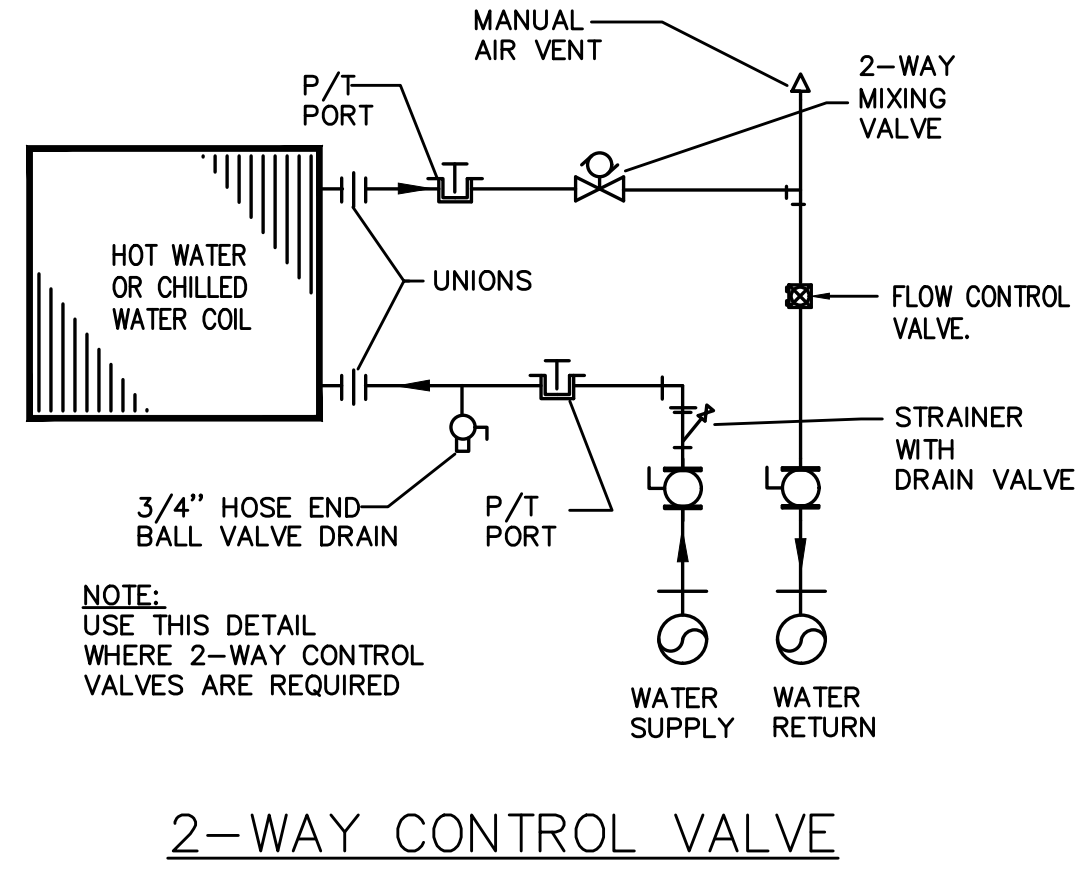 MANUAL
AIR VENT
2-WAY
MIXING
VALVE
P/T
PORT
HOT WATER
OR CHILLED
WATER COIL
UNIONS
FLOW CONTROL
VALVE.
STRAINER
WITH
DRAIN VALVE
3/4" HOSE END
BALL VALVE DRAIN
P/T
PORT
NOTE:
USE THIS DETAIL
WHERE 2-WAY CONTROL
VALVES ARE REQUIRED
WATER
SUPPLY
WATER
RETURN
2-WAY CONTROL VALVE